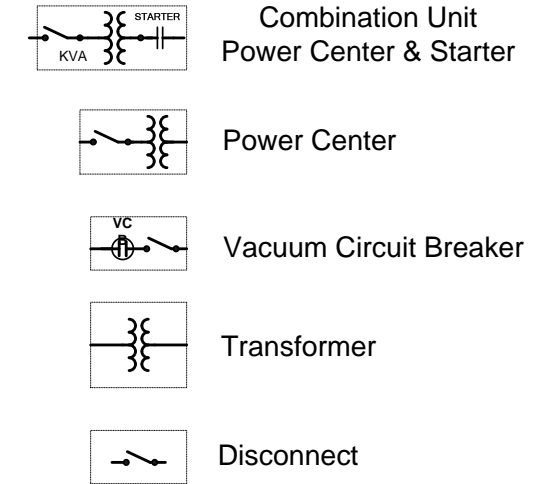 STARTER
KVA
Combination Unit
Power Center & Starter
Power Center
VC
Vacuum Circuit Breaker
Transformer
Disconnect